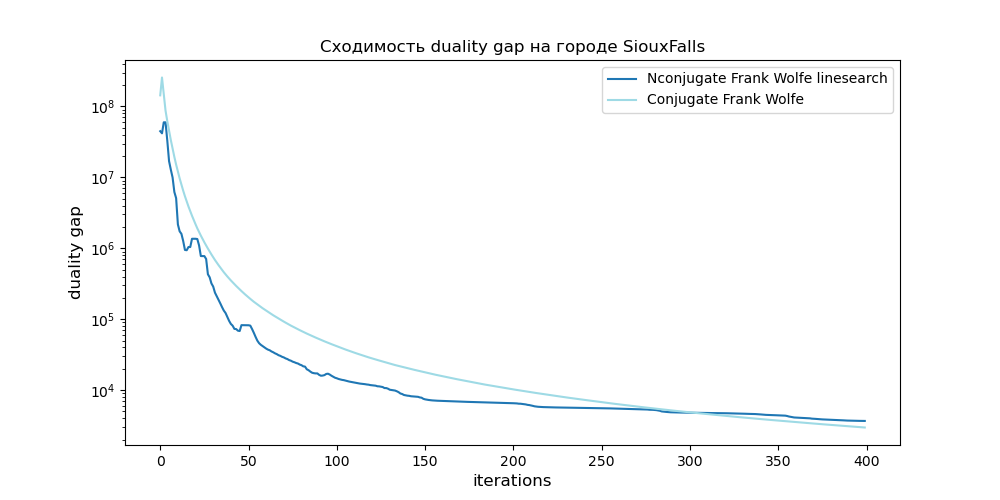 Сходимость duality gap на городе SiouxFalls
Nconjugate Frank Wolfe linesearch
Conjugate Frank Wolfe
duality gap
10⁸
10⁷
10⁶
10⁵
10⁴
0 50 100 150 200 250 300 350 400
iterations